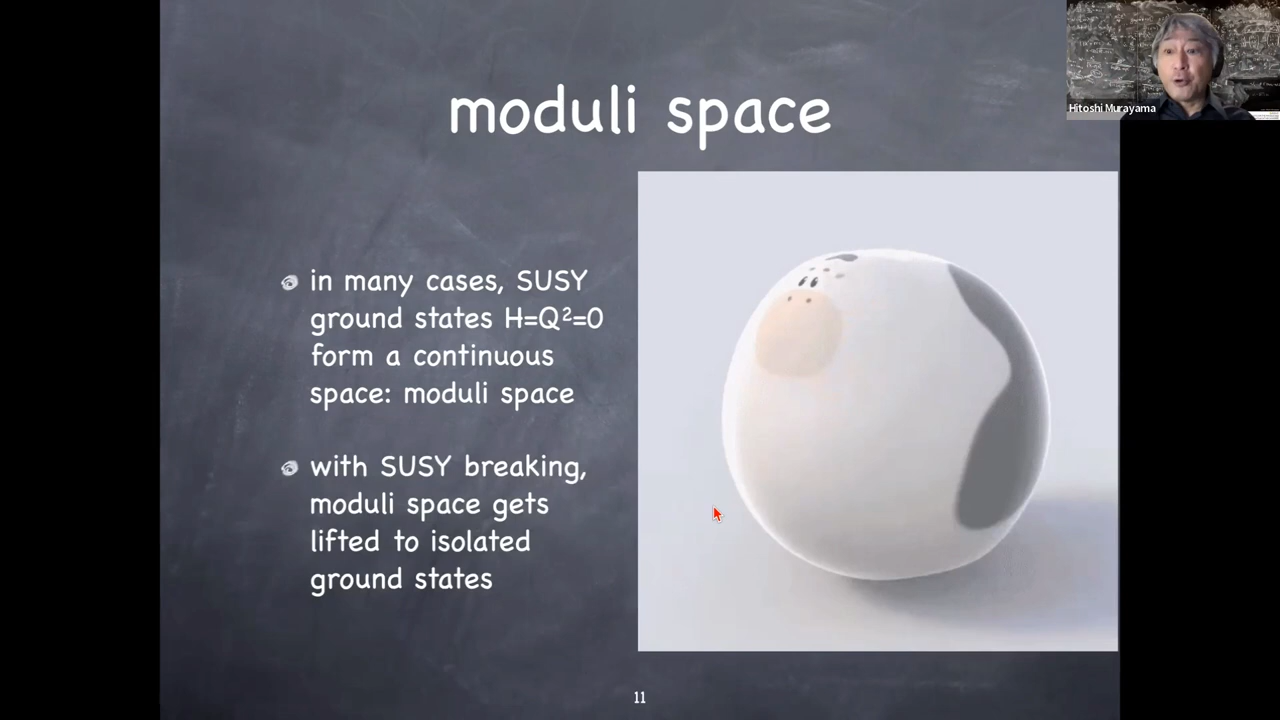 moduli space
Hitoshi Murayama
in many cases, SUSY
ground states H=Q²=0
form a continuous
space: moduli space
with SUSY breaking,
moduli space gets
lifted to isolated
ground states
11